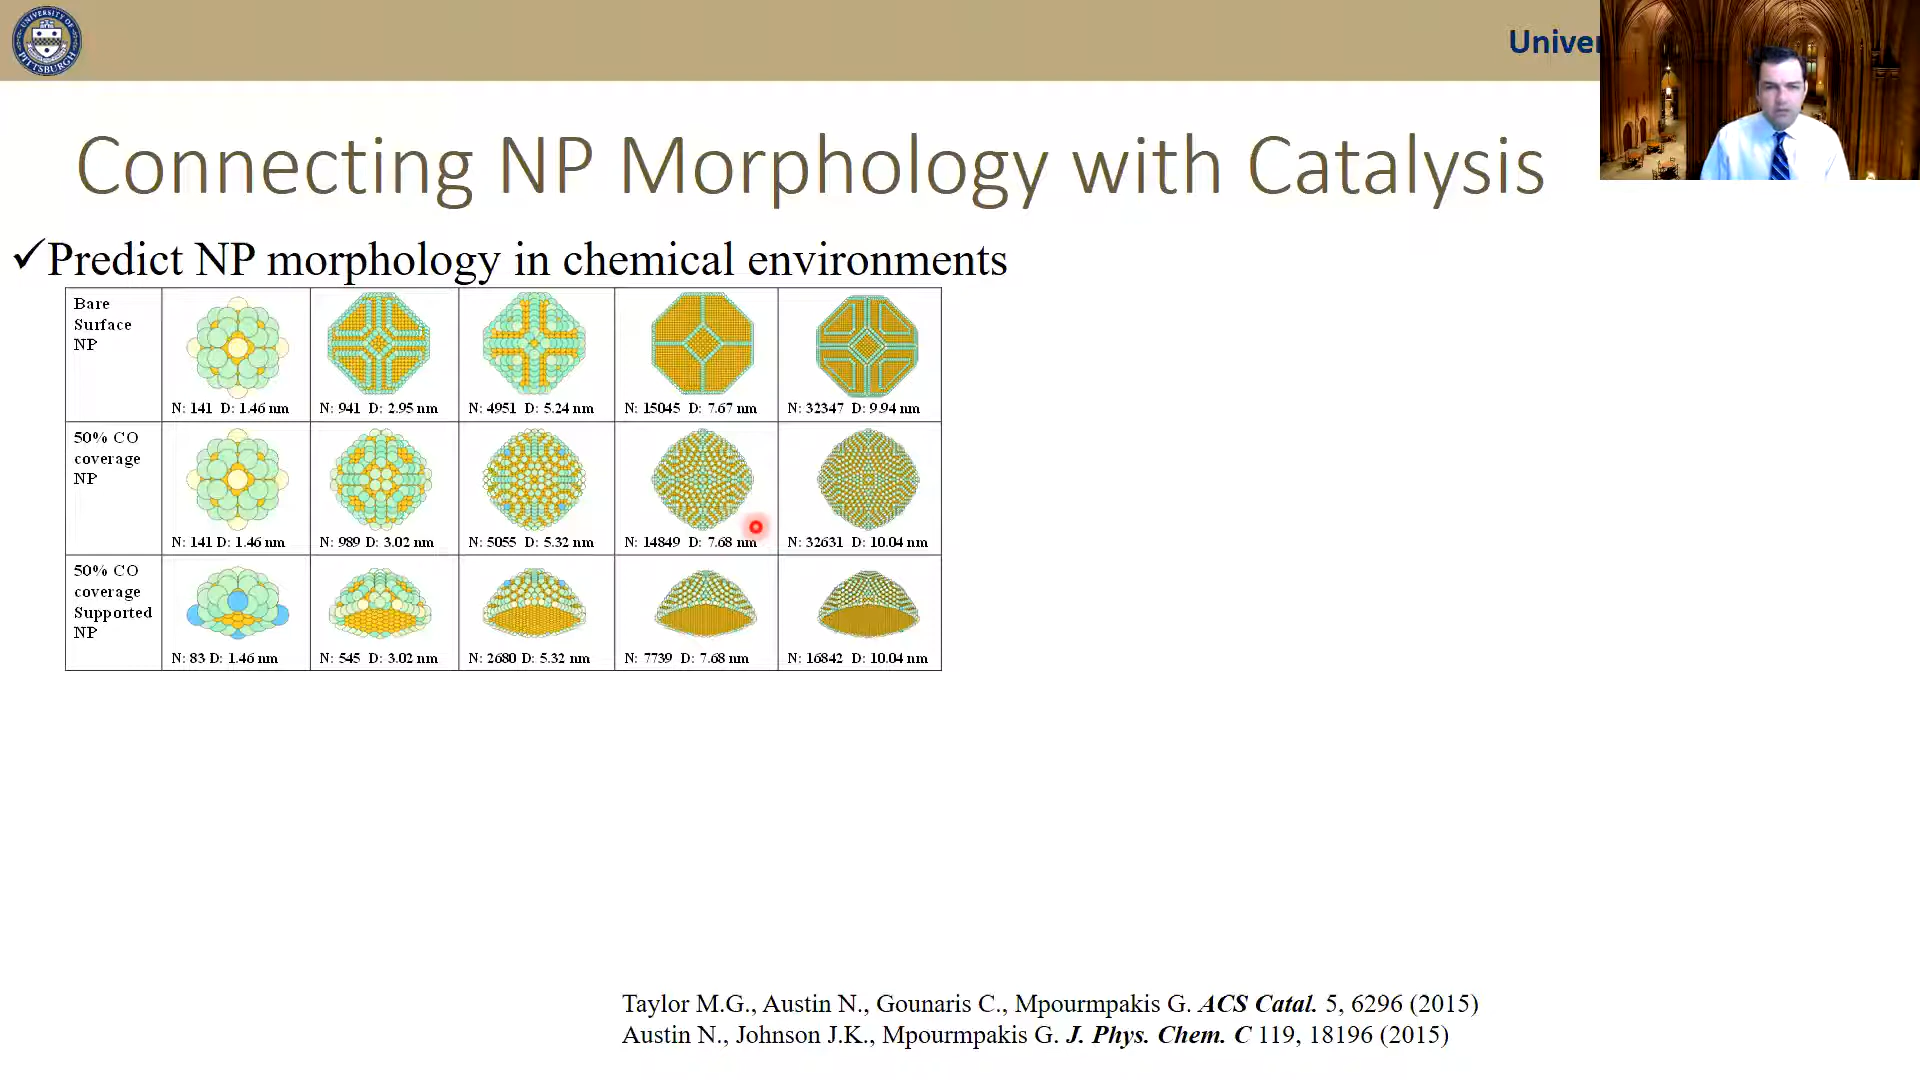 UNIVERSITY OF
PITTSBURGH
Univer
Connecting NP Morphology with Catalysis
✓Predict NP morphology in chemical environments
Bare
Surface
NP
N: 141 D: 1.46 nm
N: 941 D: 2.95 nm
N: 4951 D: 5.24 nm
N: 15045 D: 7.67 nm
N: 32347 D: 9.94 nm
50% CO
coverage
NP
N: 141 D: 1.46 nm
N: 989 D: 3.02 nm
N: 5055 D: 5.32 nm
N: 14849 D: 7.68 nm
N: 32631 D: 10.04 nm
50% CO
coverage
Supported
NP
N: 83 D: 1.46 nm
N: 545 D: 3.02 nm
N: 2680 D: 5.32 nm
N: 7739 D: 7.68 nm
N: 16842 D: 10.04 nm
Taylor M.G., Austin N., Gounaris C., Mpourmpakis G. ACS Catal. 5, 6296 (2015)
Austin N., Johnson J.K., Mpourmpakis G. J. Phys. Chem. C 119, 18196 (2015)